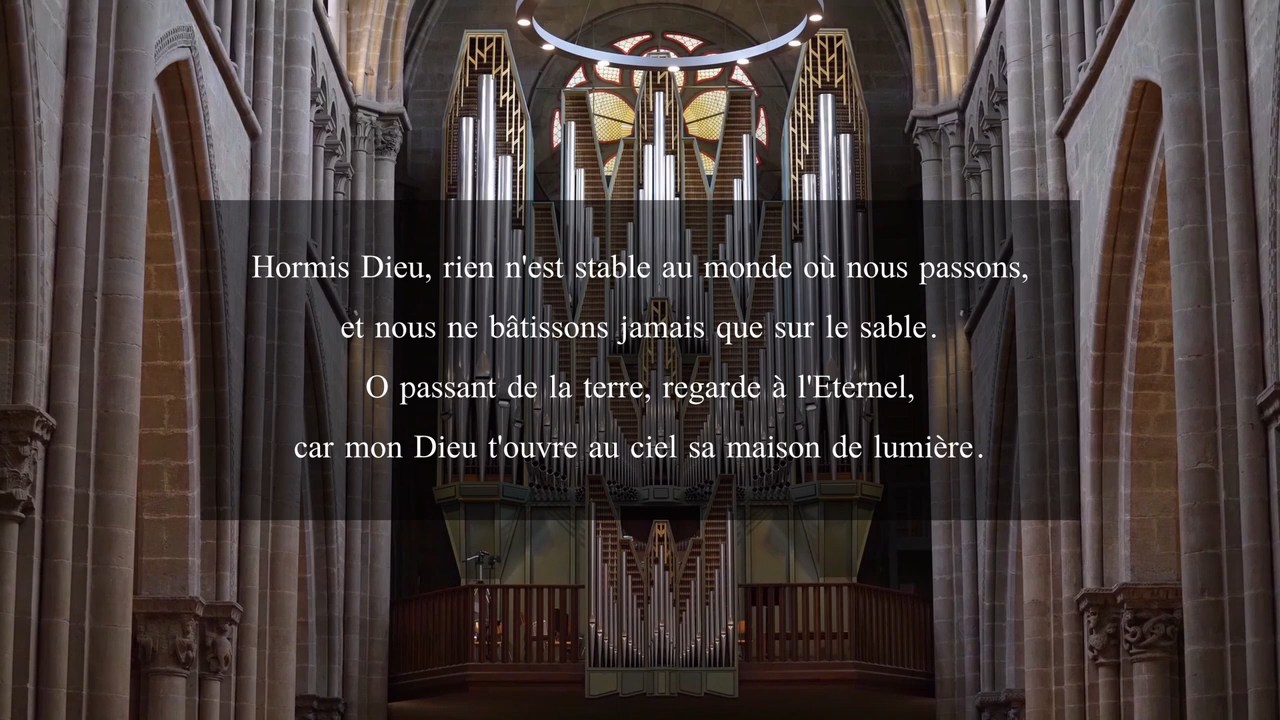 Hormis Dieu, rien n'est stable au monde où nous passons,
et nous ne bâtissons jamais que sur le sable.
O passant de la terre, regarde à l'Eternel,
car mon Dieu t'ouvre au ciel sa maison de lumière.